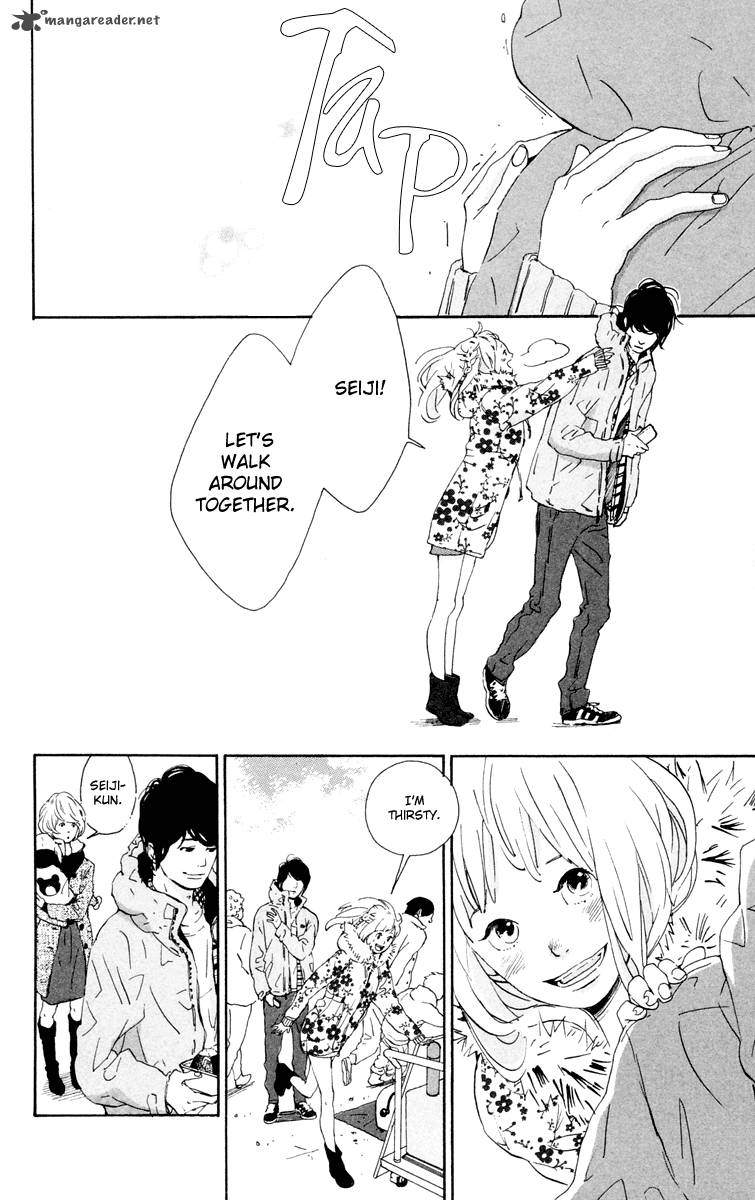 mangareader.net
TAP
SEIJI!
LET'S
WALK
AROUND
TOGETHER.
I'M
THIRSTY.
SEIJI-
KUN.